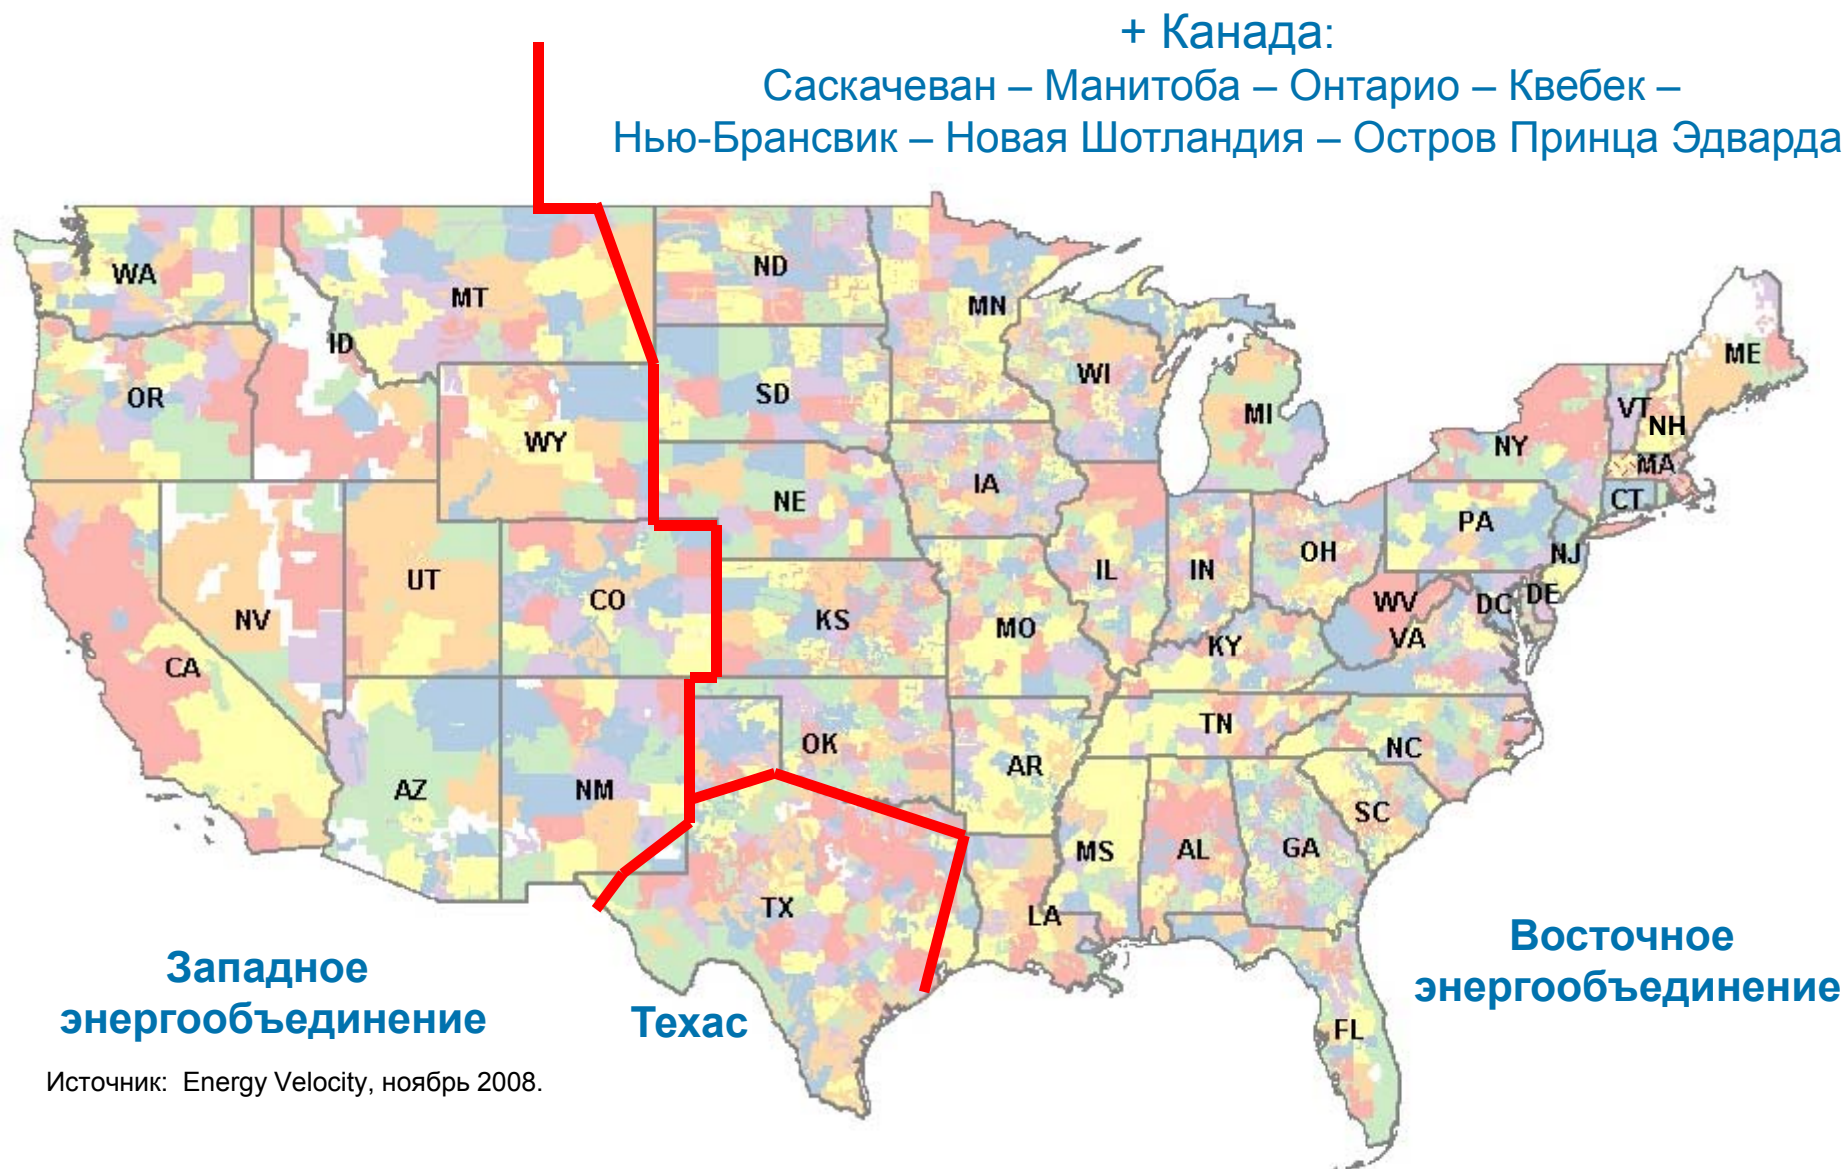 + Канада:
Саскачеван – Манитоба – Онтарио – Квебек –
Нью-Брансвик – Новая Шотландия – Остров Принца Эдварда
WA
MT
ND
MN
ID
OR
SD
WI
MI
ME
VT
NH
NY
MA
CT
WY
NE
IA
PA
NJ
UT
CO
NV
KS
MO
IL
IN
OH
WV
DC
DE
VA
KY
CA
AZ
NM
OK
AR
TN
NC
SC
TX
LA
MS
AL
GA
FL
Западное
энергообъединение
Техас
Восточное
энергообъединение
Источник: Energy Velocity, ноябрь 2008.